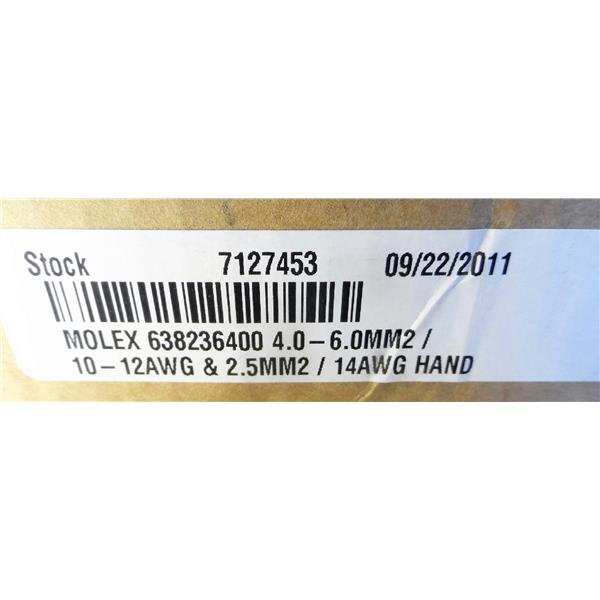 Stock 7127453 09/22/2011
MOLEX 638236400 4.0-6.0MM2 /
10-12AWG & 2.5MM2 / 14AWG HAND